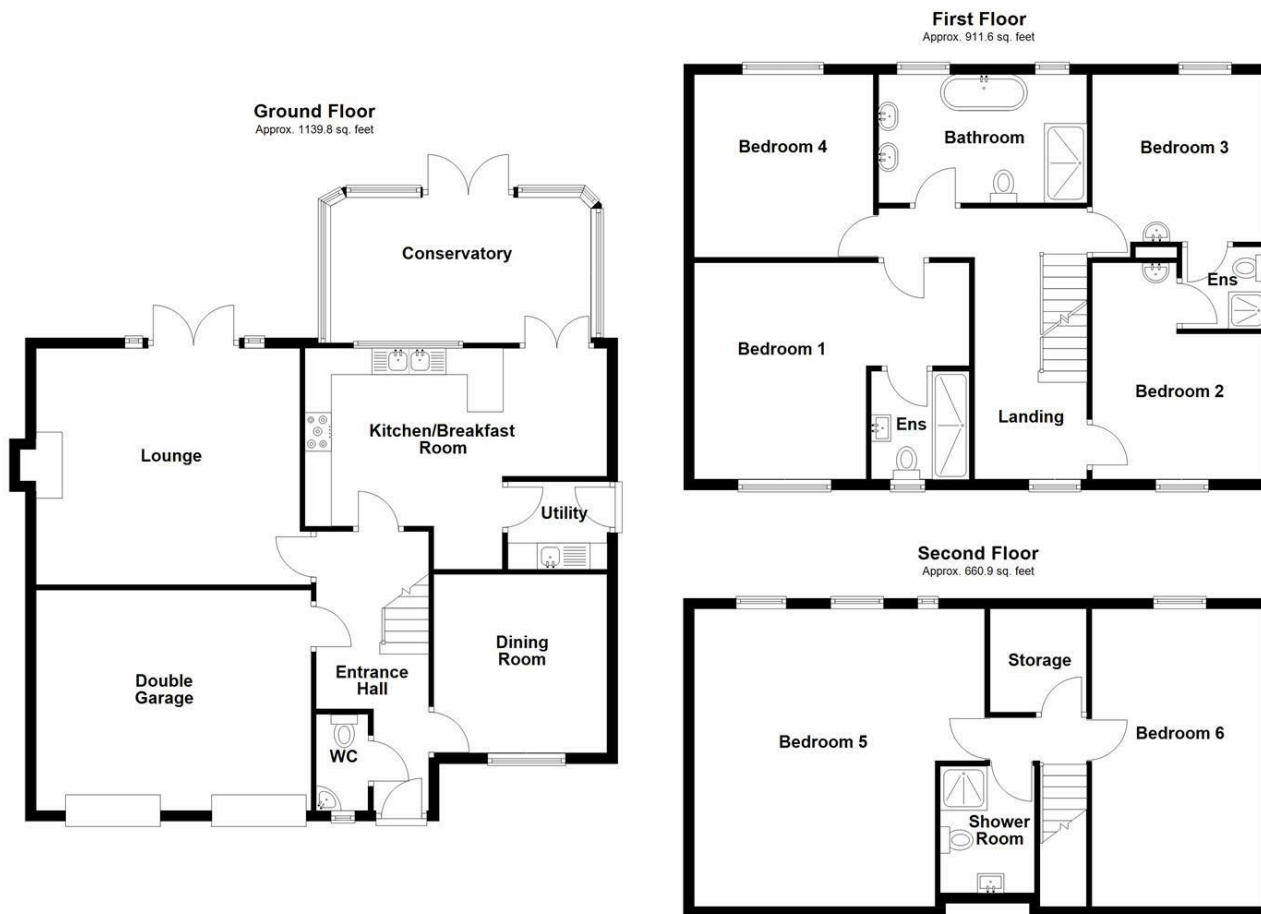 Ground Floor
Approx. 1139.8 sq. feet
Conservatory
Lounge
Kitchen/Breakfast
Room
Utility
Double
Garage
Entrance
Hall
Dining
Room
WC
First Floor
Approx. 911.6 sq. feet
Bedroom 4
Bathroom
Bedroom 3
Ens
Bedroom 1
Bedroom 2
Ens
Landing
Second Floor
Approx. 660.9 sq. feet
Storage
Bedroom 5
Bedroom 6
Shower
Room